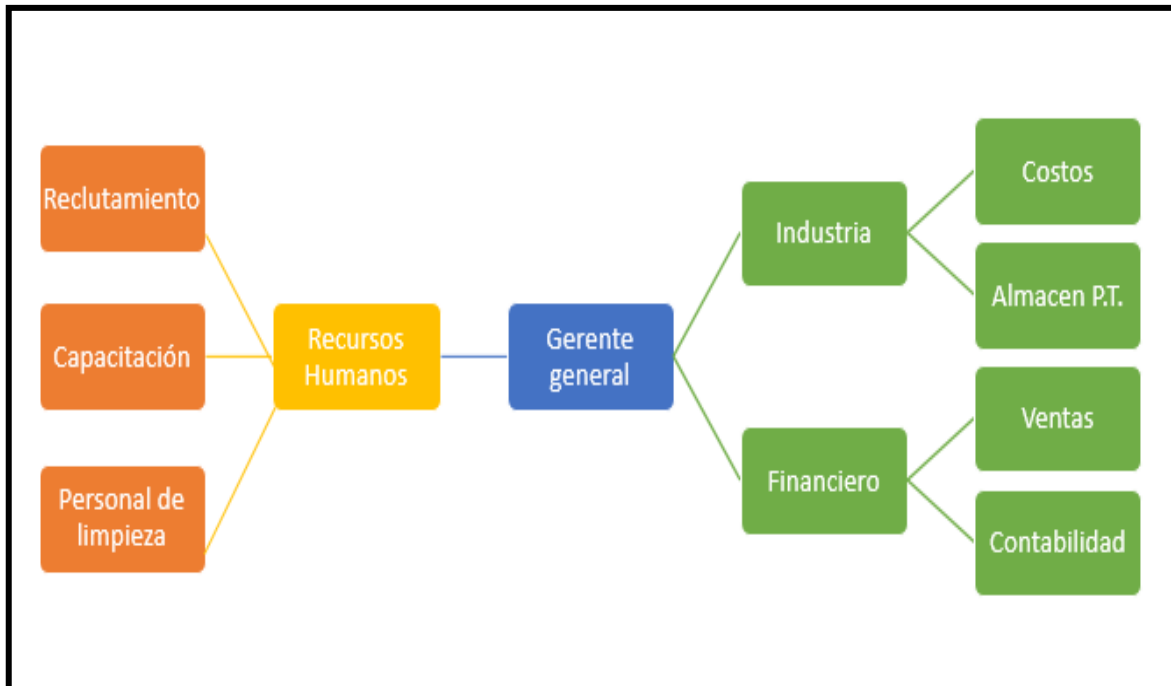 Reclutamiento
Capacitación
Personal de
limpieza
Recursos
Humanos
Gerente
general
Industria
Financiero
Costos
Almacen P.T.
Ventas
Contabilidad